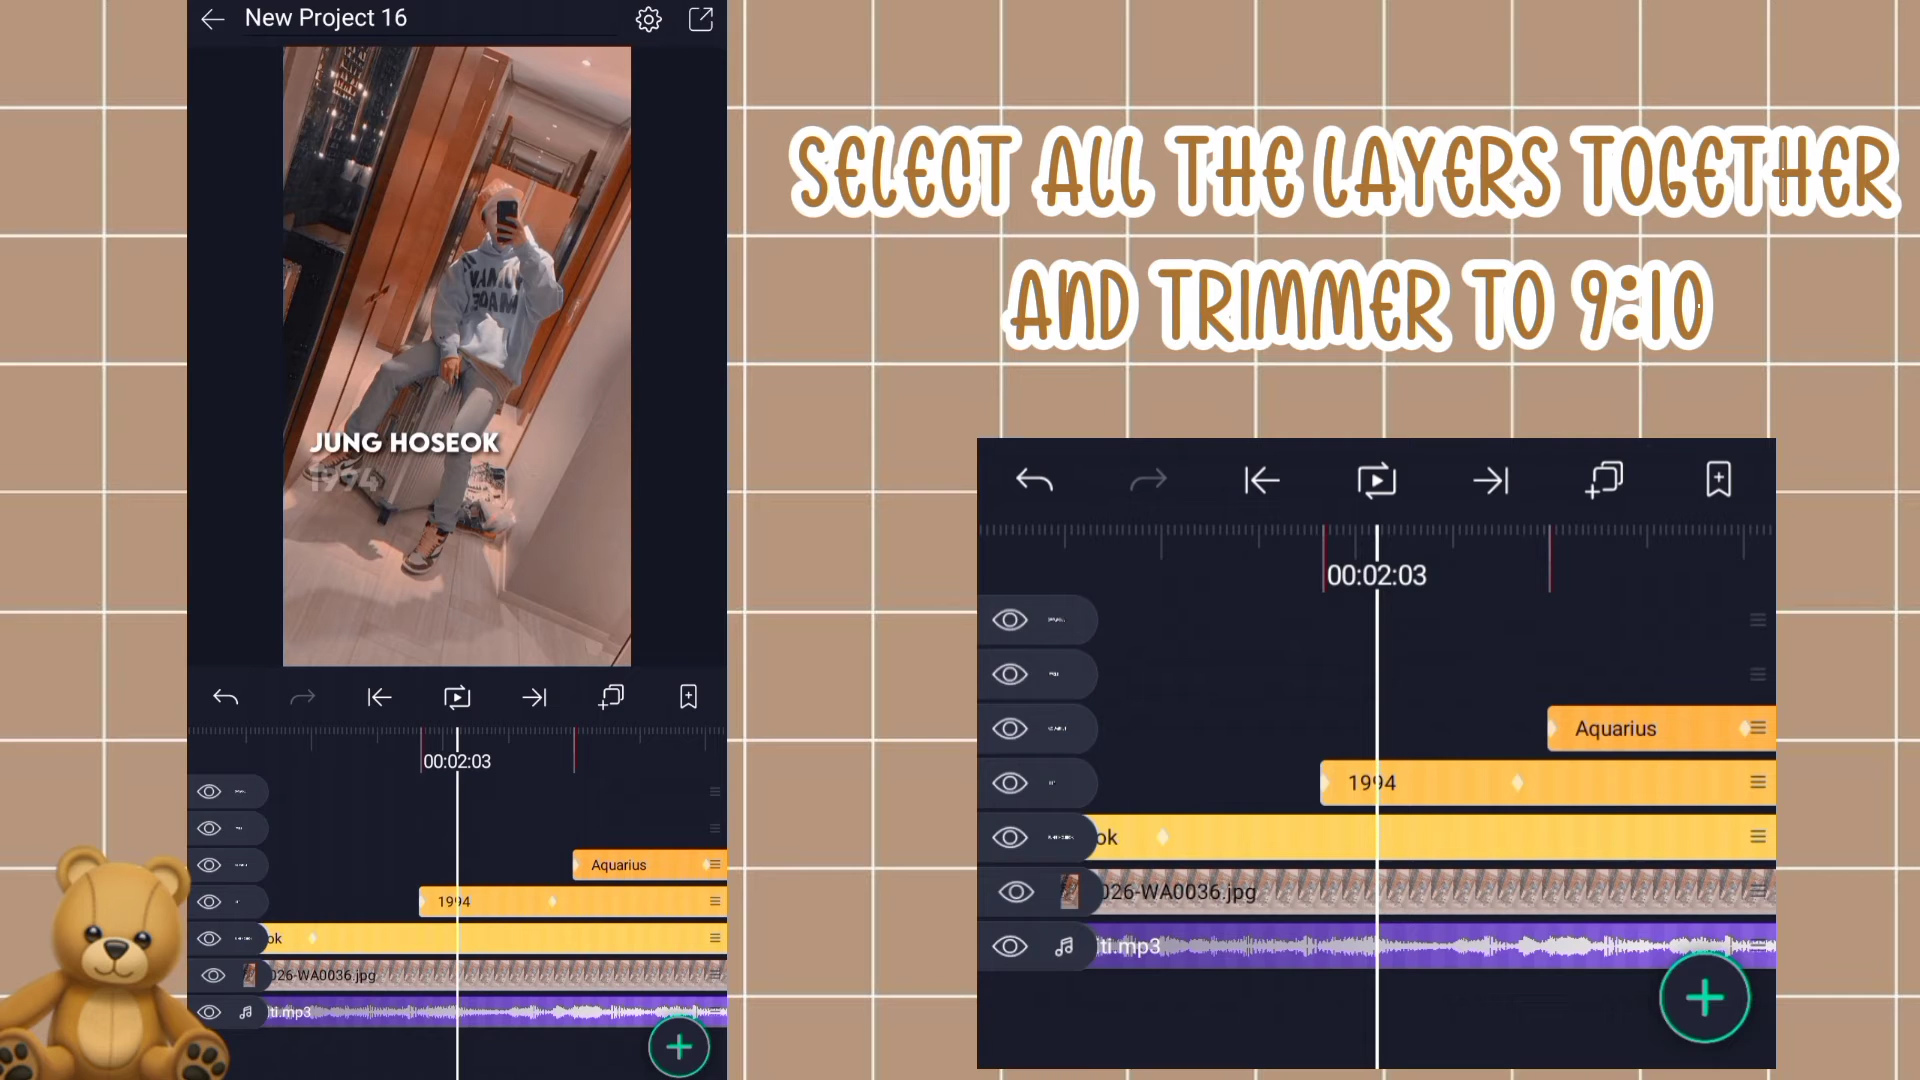 New Project 16
SELECT ALL THE LAYERS TOGETHER
AND TRIMMER TO 9:10
JUNG HOSEOK
1994
00:02:03
Aquarius
1994
ok
026-WA0036.jpg
ti.mp3
00:02:03
Aquarius
1994
ok
026-WA0036.jpg
ti.mp3